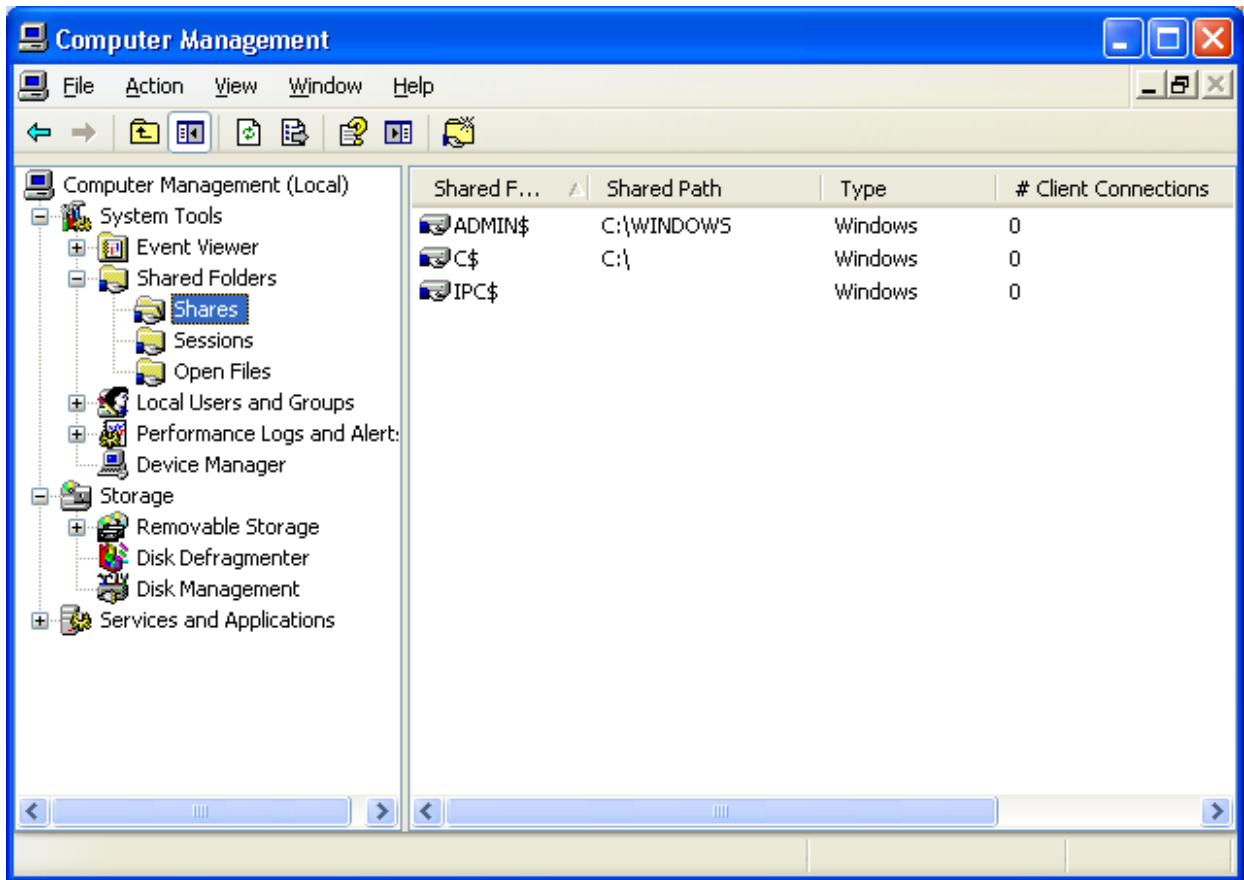 Computer Management
File Action View Window Help
Computer Management (Local)
System Tools
Event Viewer
Shared Folders
Shares
Sessions
Open Files
Local Users and Groups
Performance Logs and Alert
Device Manager
Storage
Removable Storage
Disk Defragmenter
Disk Management
Services and Applications
Shared F... Shared Path Type # Client Connections
ADMIN$ C:\WINDOWS Windows 0
C$ C:\ Windows 0
IPC$ Windows 0